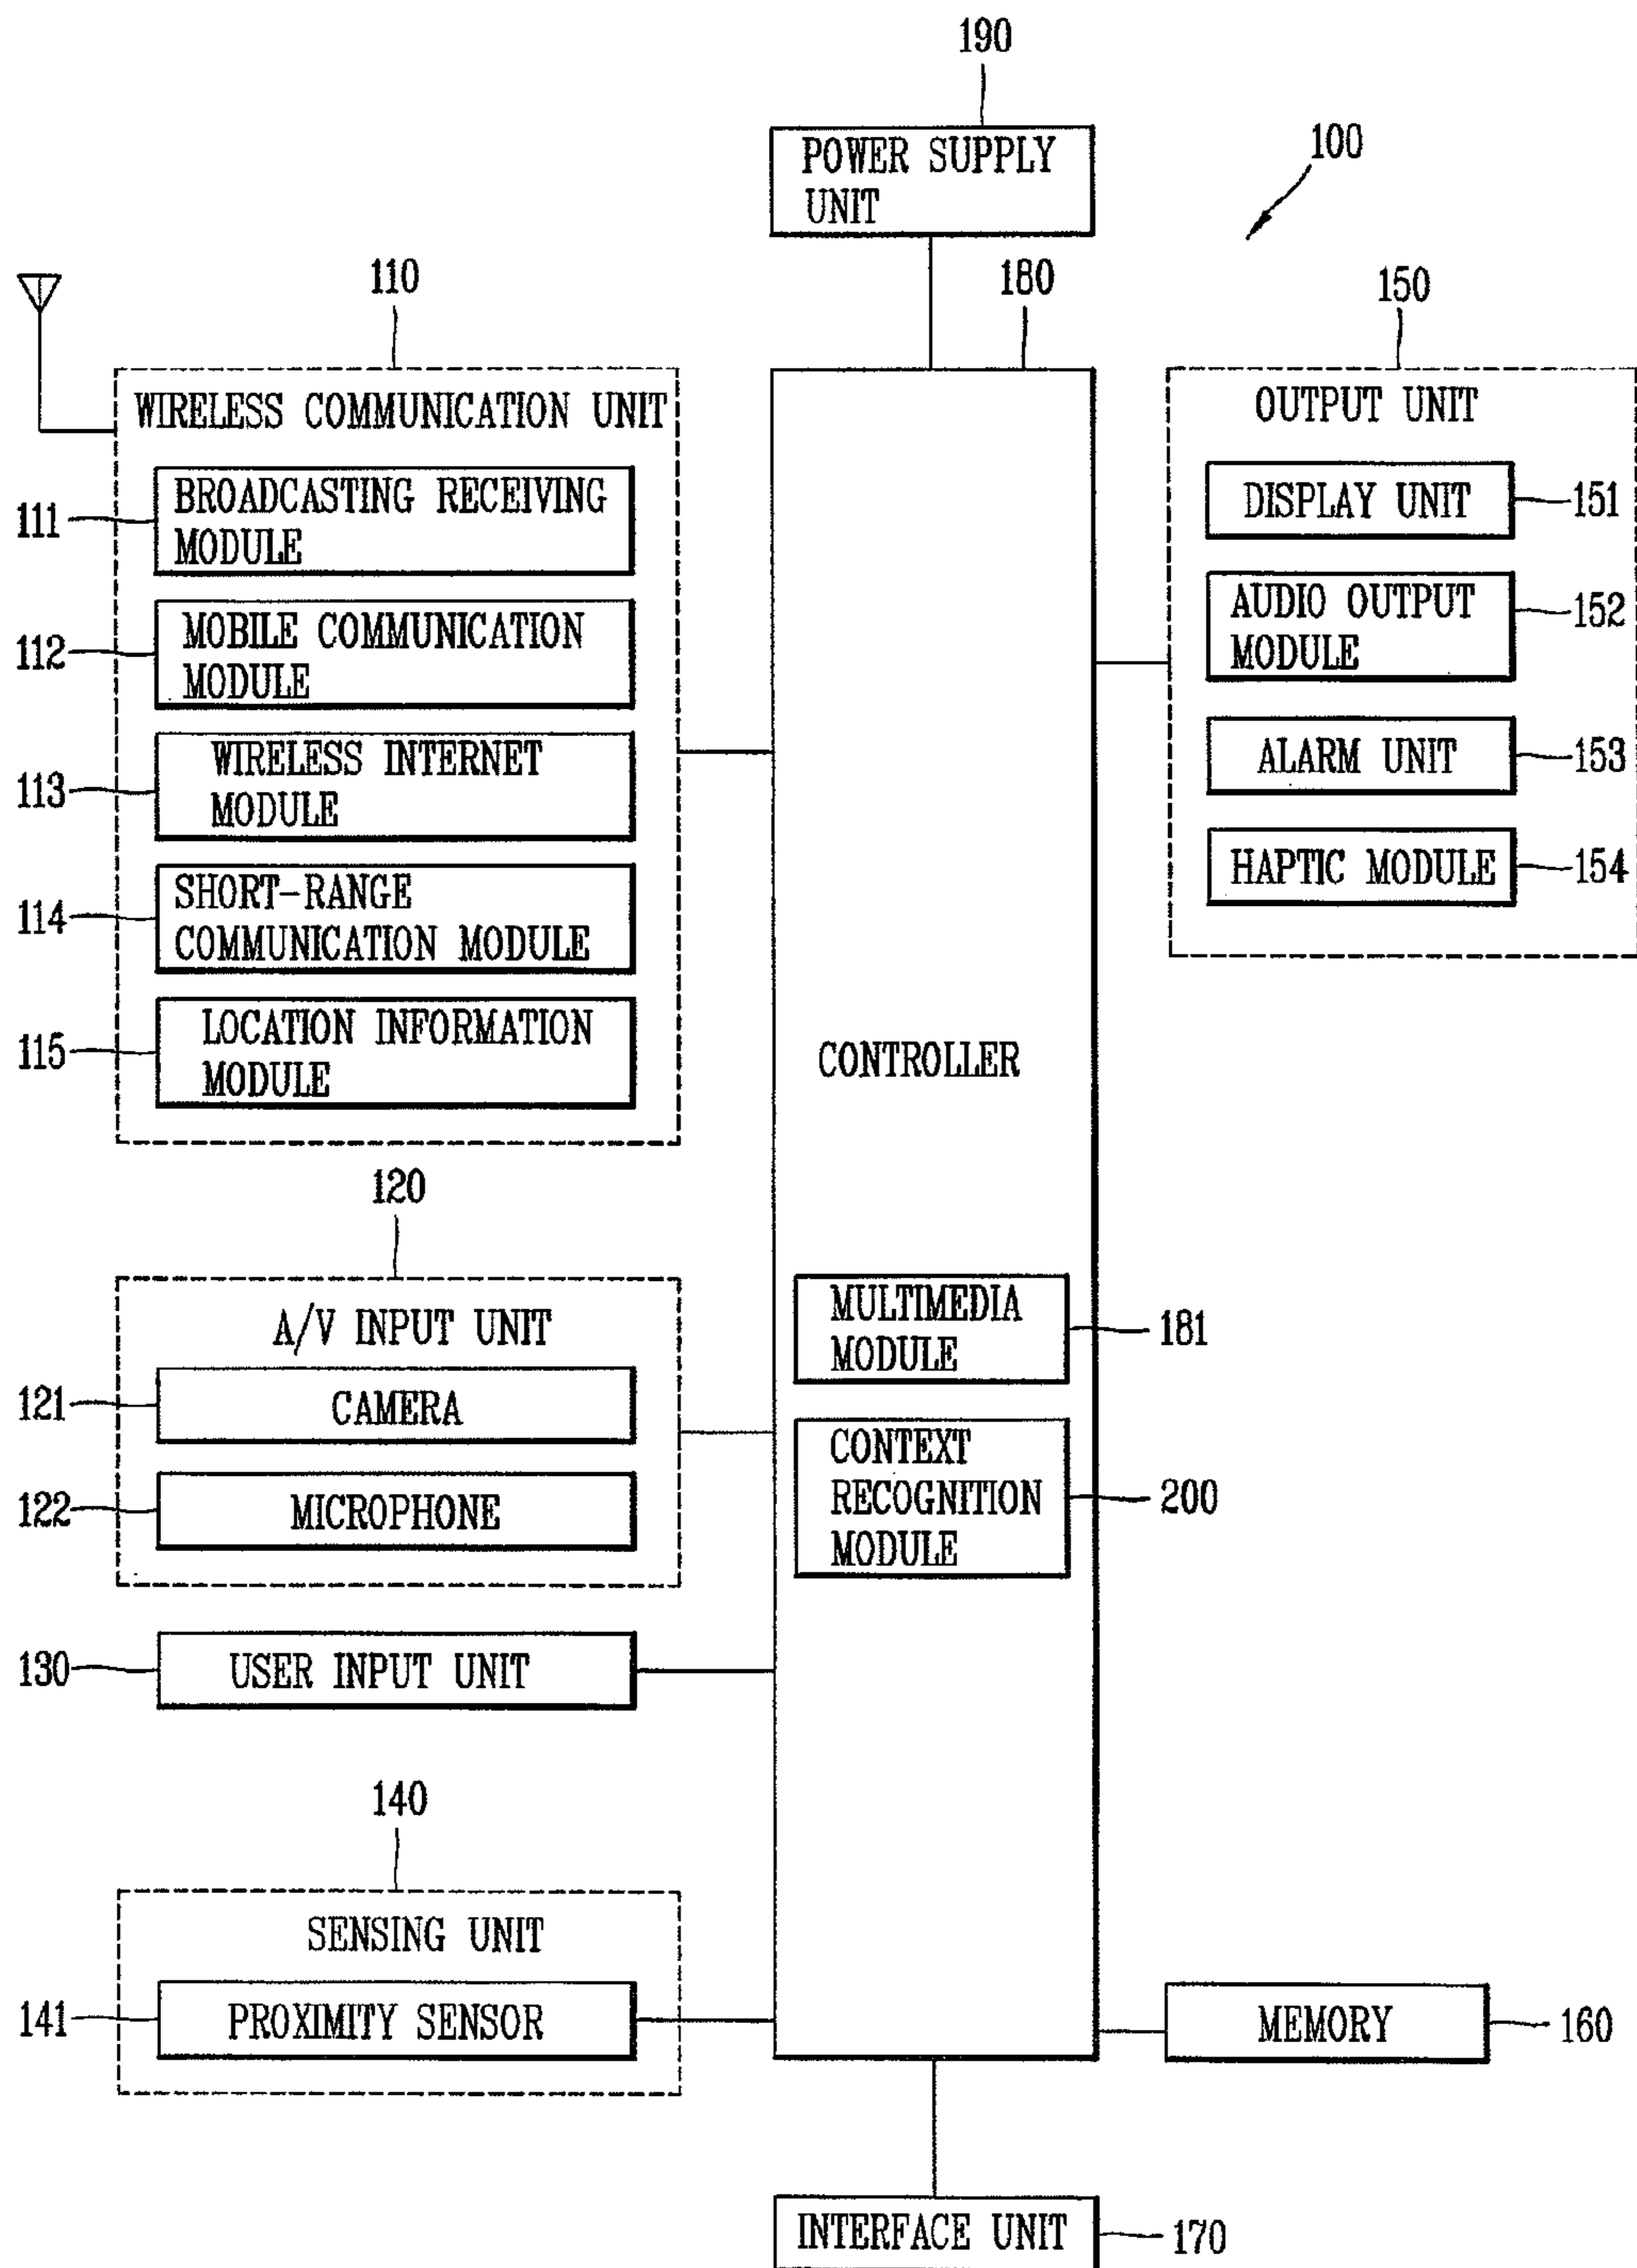 190
POWER SUPPLY
UNIT
100
110
180
150
WIRELESS COMMUNICATION UNIT
111
BROADCASTING RECEIVING
MODULE
112
MOBILE COMMUNICATION
MODULE
113
WIRELESS INTERNET
MODULE
114
SHORT-RANGE
COMMUNICATION MODULE
115
LOCATION INFORMATION
MODULE
OUTPUT UNIT
DISPLAY UNIT
151
AUDIO OUTPUT
MODULE
152
ALARM UNIT
153
HAPTIC MODULE
154
CONTROLLER
MULTIMEDIA
MODULE
181
CONTEXT
RECOGNITION
MODULE
200
120
A/V INPUT UNIT
121
CAMERA
122
MICROPHONE
130
USER INPUT UNIT
140
SENSING UNIT
141
PROXIMITY SENSOR
MEMORY
160
INTERFACE UNIT
170